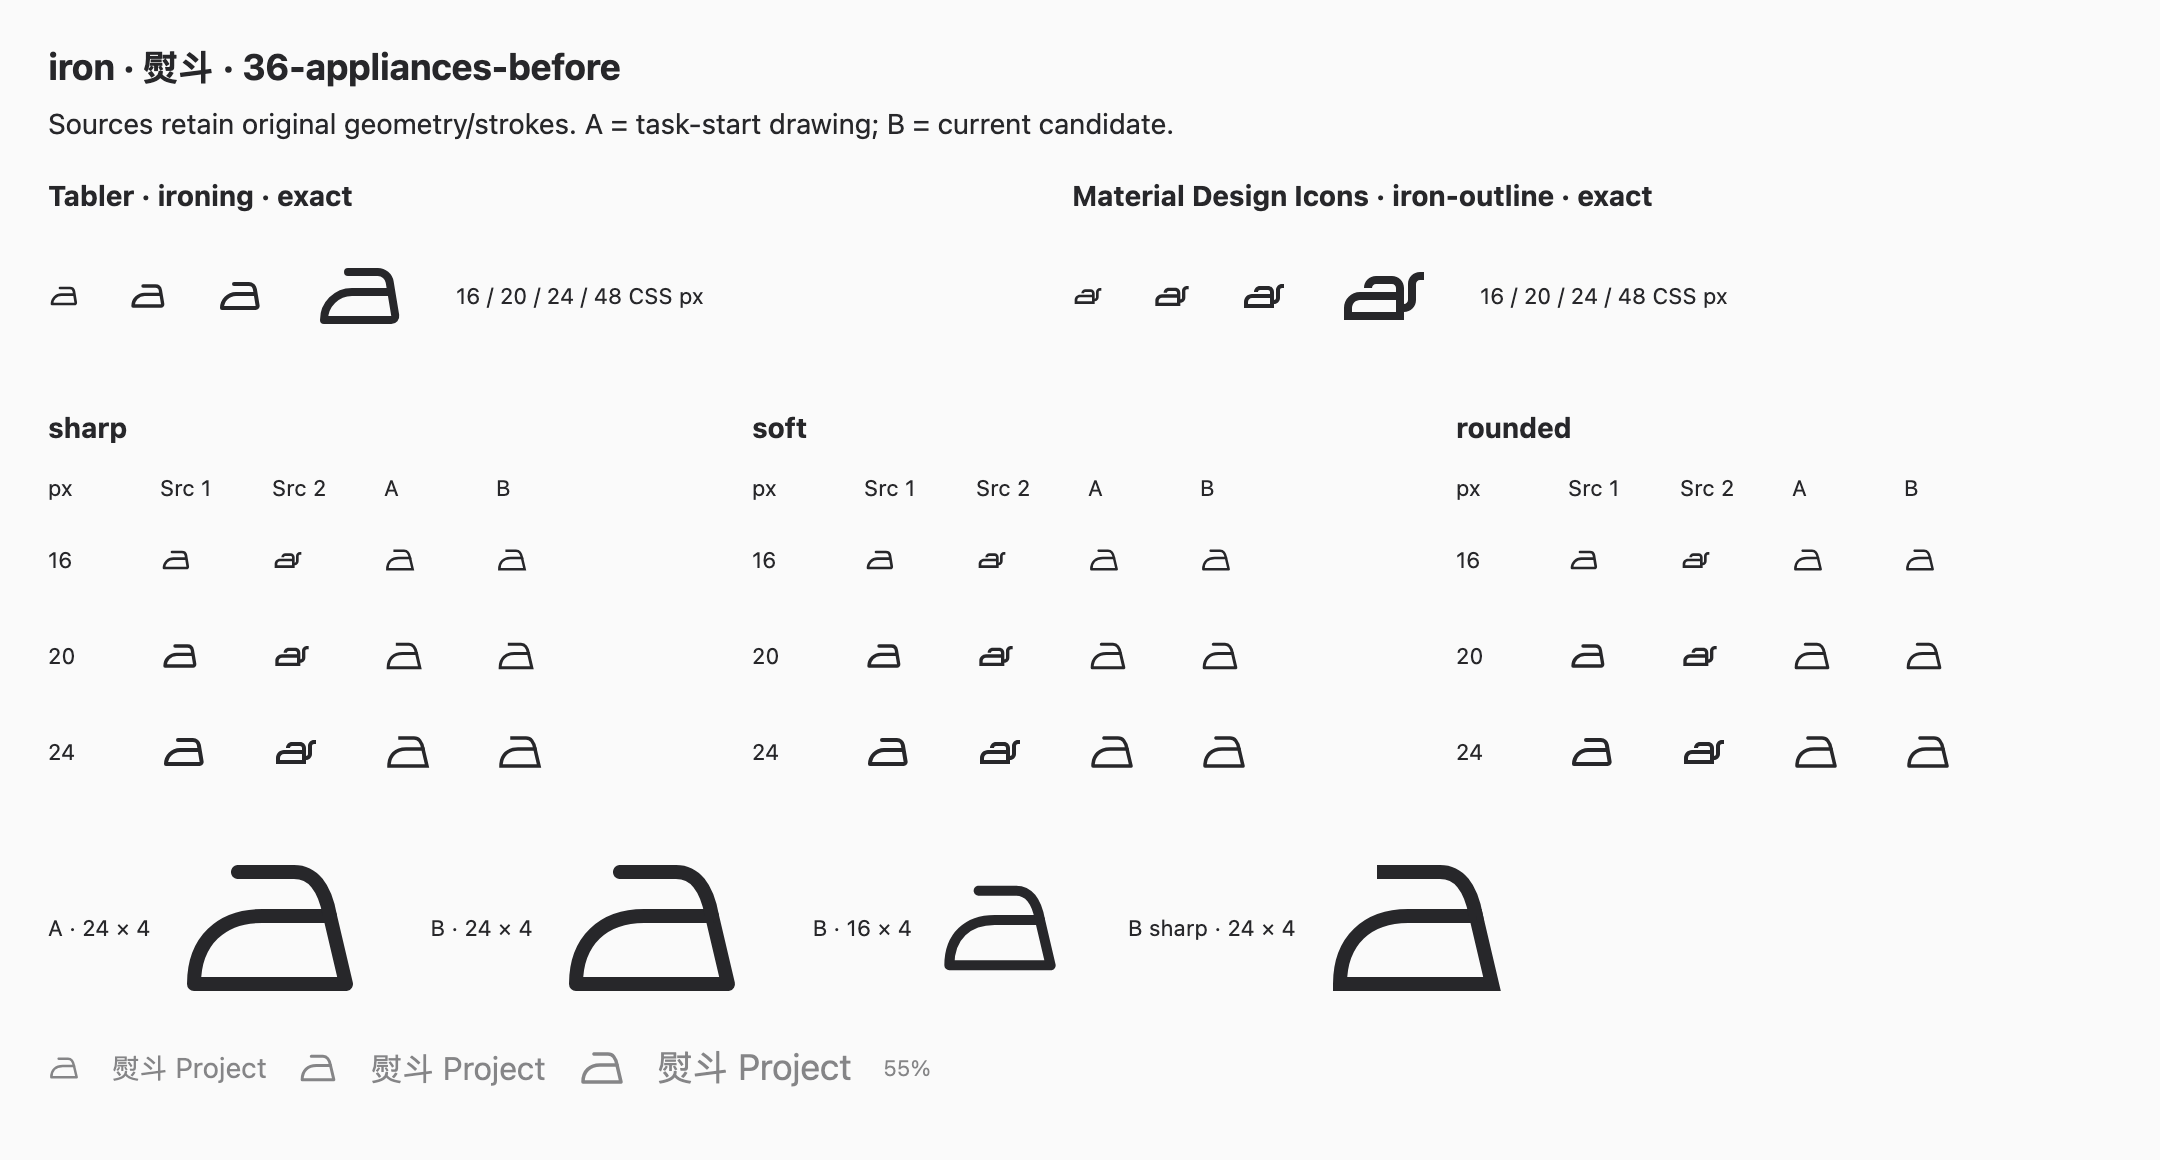 iron · 熨斗 · 36-appliances-before
Sources retain original geometry/strokes. A = task-start drawing; B = current candidate.
Tabler · ironing · exact
16 / 20 / 24 / 48 CSS px
Material Design Icons · iron-outline · exact
16 / 20 / 24 / 48 CSS px
sharp
px Src 1 Src 2 A B
16
20
24
soft
px Src 1 Src 2 A B
16
20
24
rounded
px Src 1 Src 2 A B
16
20
24
A · 24 × 4 B · 24 × 4 B · 16 × 4 B sharp · 24 × 4
熨斗 Project 熨斗 Project 熨斗 Project 55%